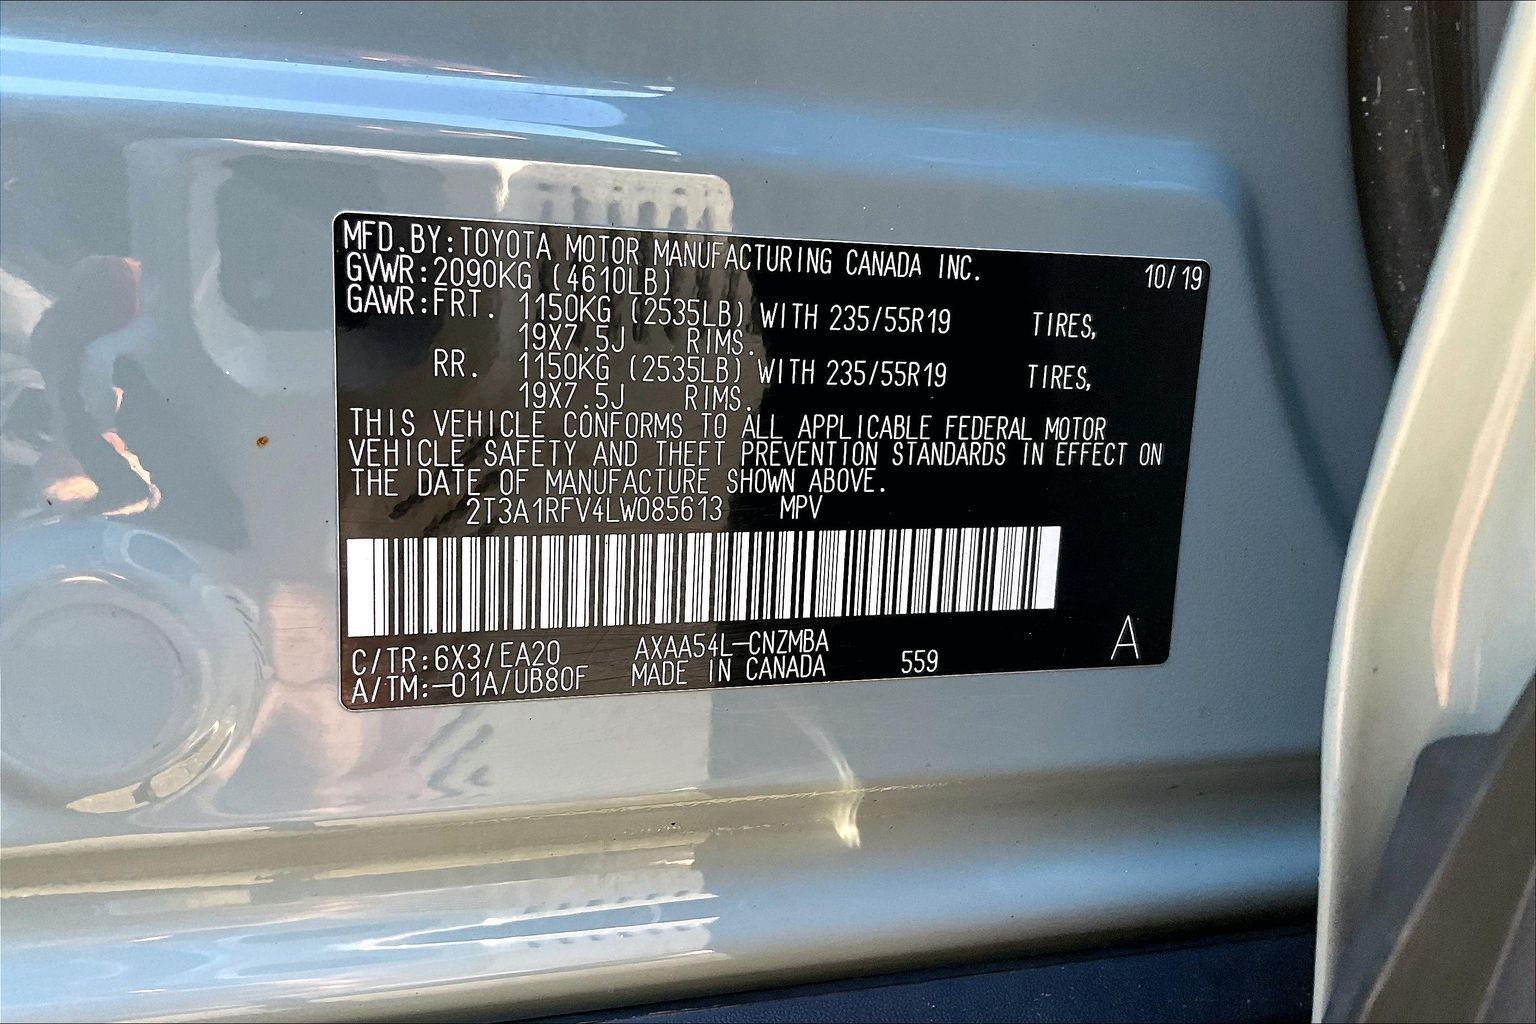 MFD.BY:TOYOTA MOTOR MANUFACTURING CANADA INC. 10/19
GVWR:2090KG (4610LB)
GAWR:FRT. 1150KG (2535LB) WITH 235/55R19 TIRES,
19X7.5J RIMS.
RR. 1150KG (2535LB) WITH 235/55R19 TIRES,
19X7.5J RIMS.
THIS VEHICLE CONFORMS TO ALL APPLICABLE FEDERAL MOTOR
VEHICLE SAFETY AND THEFT PREVENTION STANDARDS IN EFFECT ON
THE DATE OF MANUFACTURE SHOWN ABOVE.
2T3A1RFV4LW085613 MPV
C/TR:6X3/EA20 AXAA54L-CNZMBA
A/TM:-01A/UB80F MADE IN CANADA 559 A